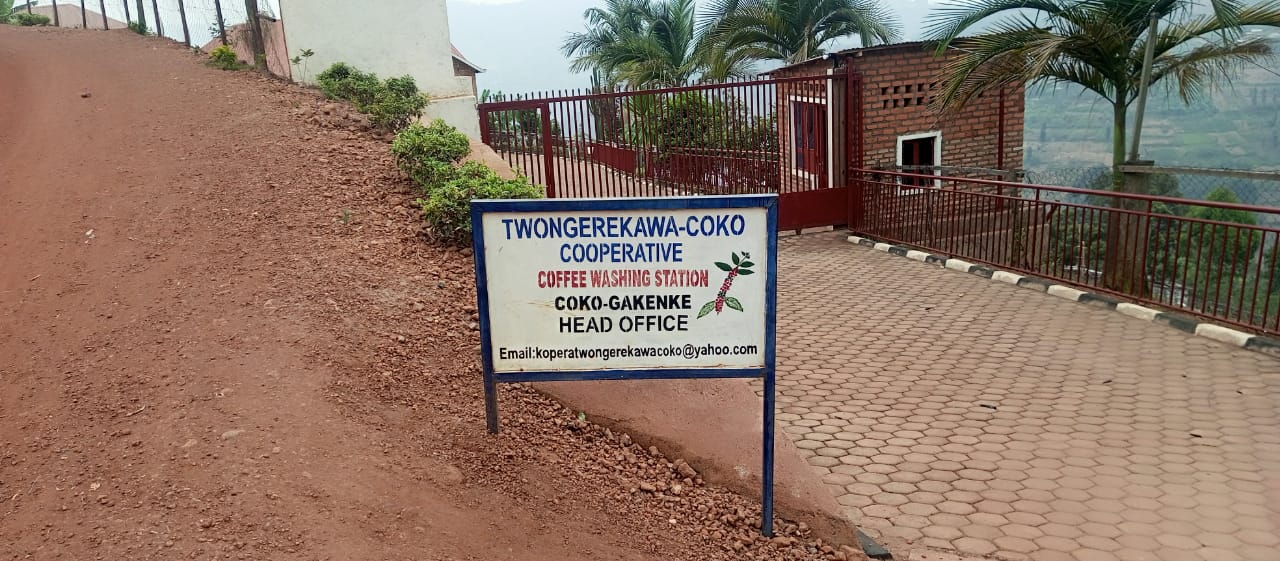 TWONGEREKAWA-COKO
COOPERATIVE
COFFEE WASHING STATION
COKO-GAKENKE
HEAD OFFICE
Email:koperatwongerekawacoko@yahoo.com